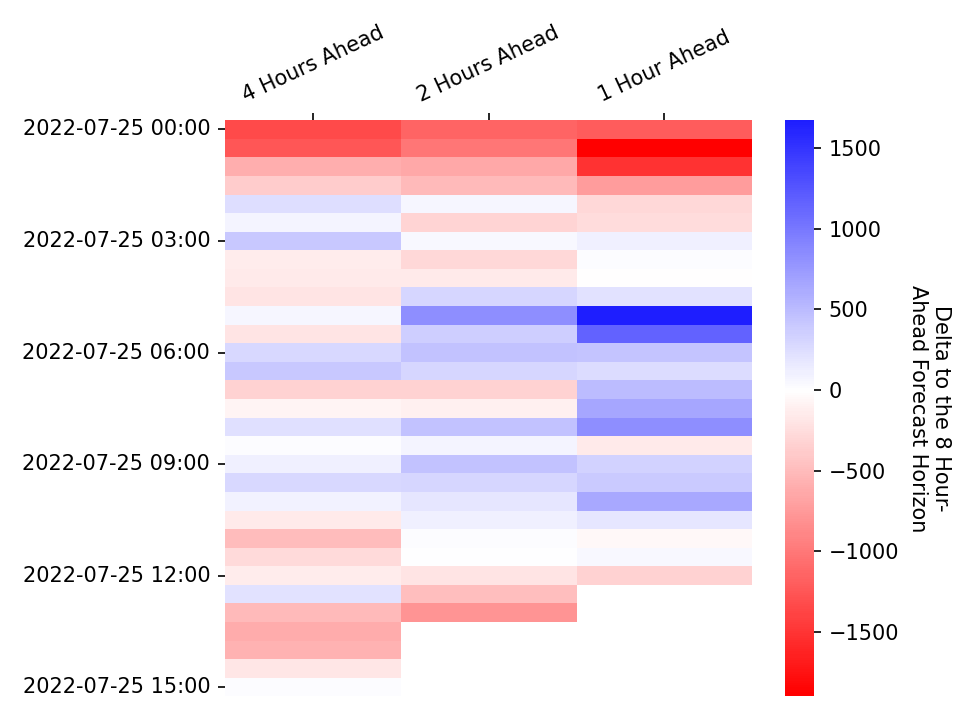 4 Hours Ahead
2 Hours Ahead
1 Hour Ahead
2022-07-25 00:00
2022-07-25 03:00
2022-07-25 06:00
2022-07-25 09:00
2022-07-25 12:00
2022-07-25 15:00
1500
1000
500
0
−500
−1000
−1500
Delta to the 8 Hour-
Ahead Forecast Horizon